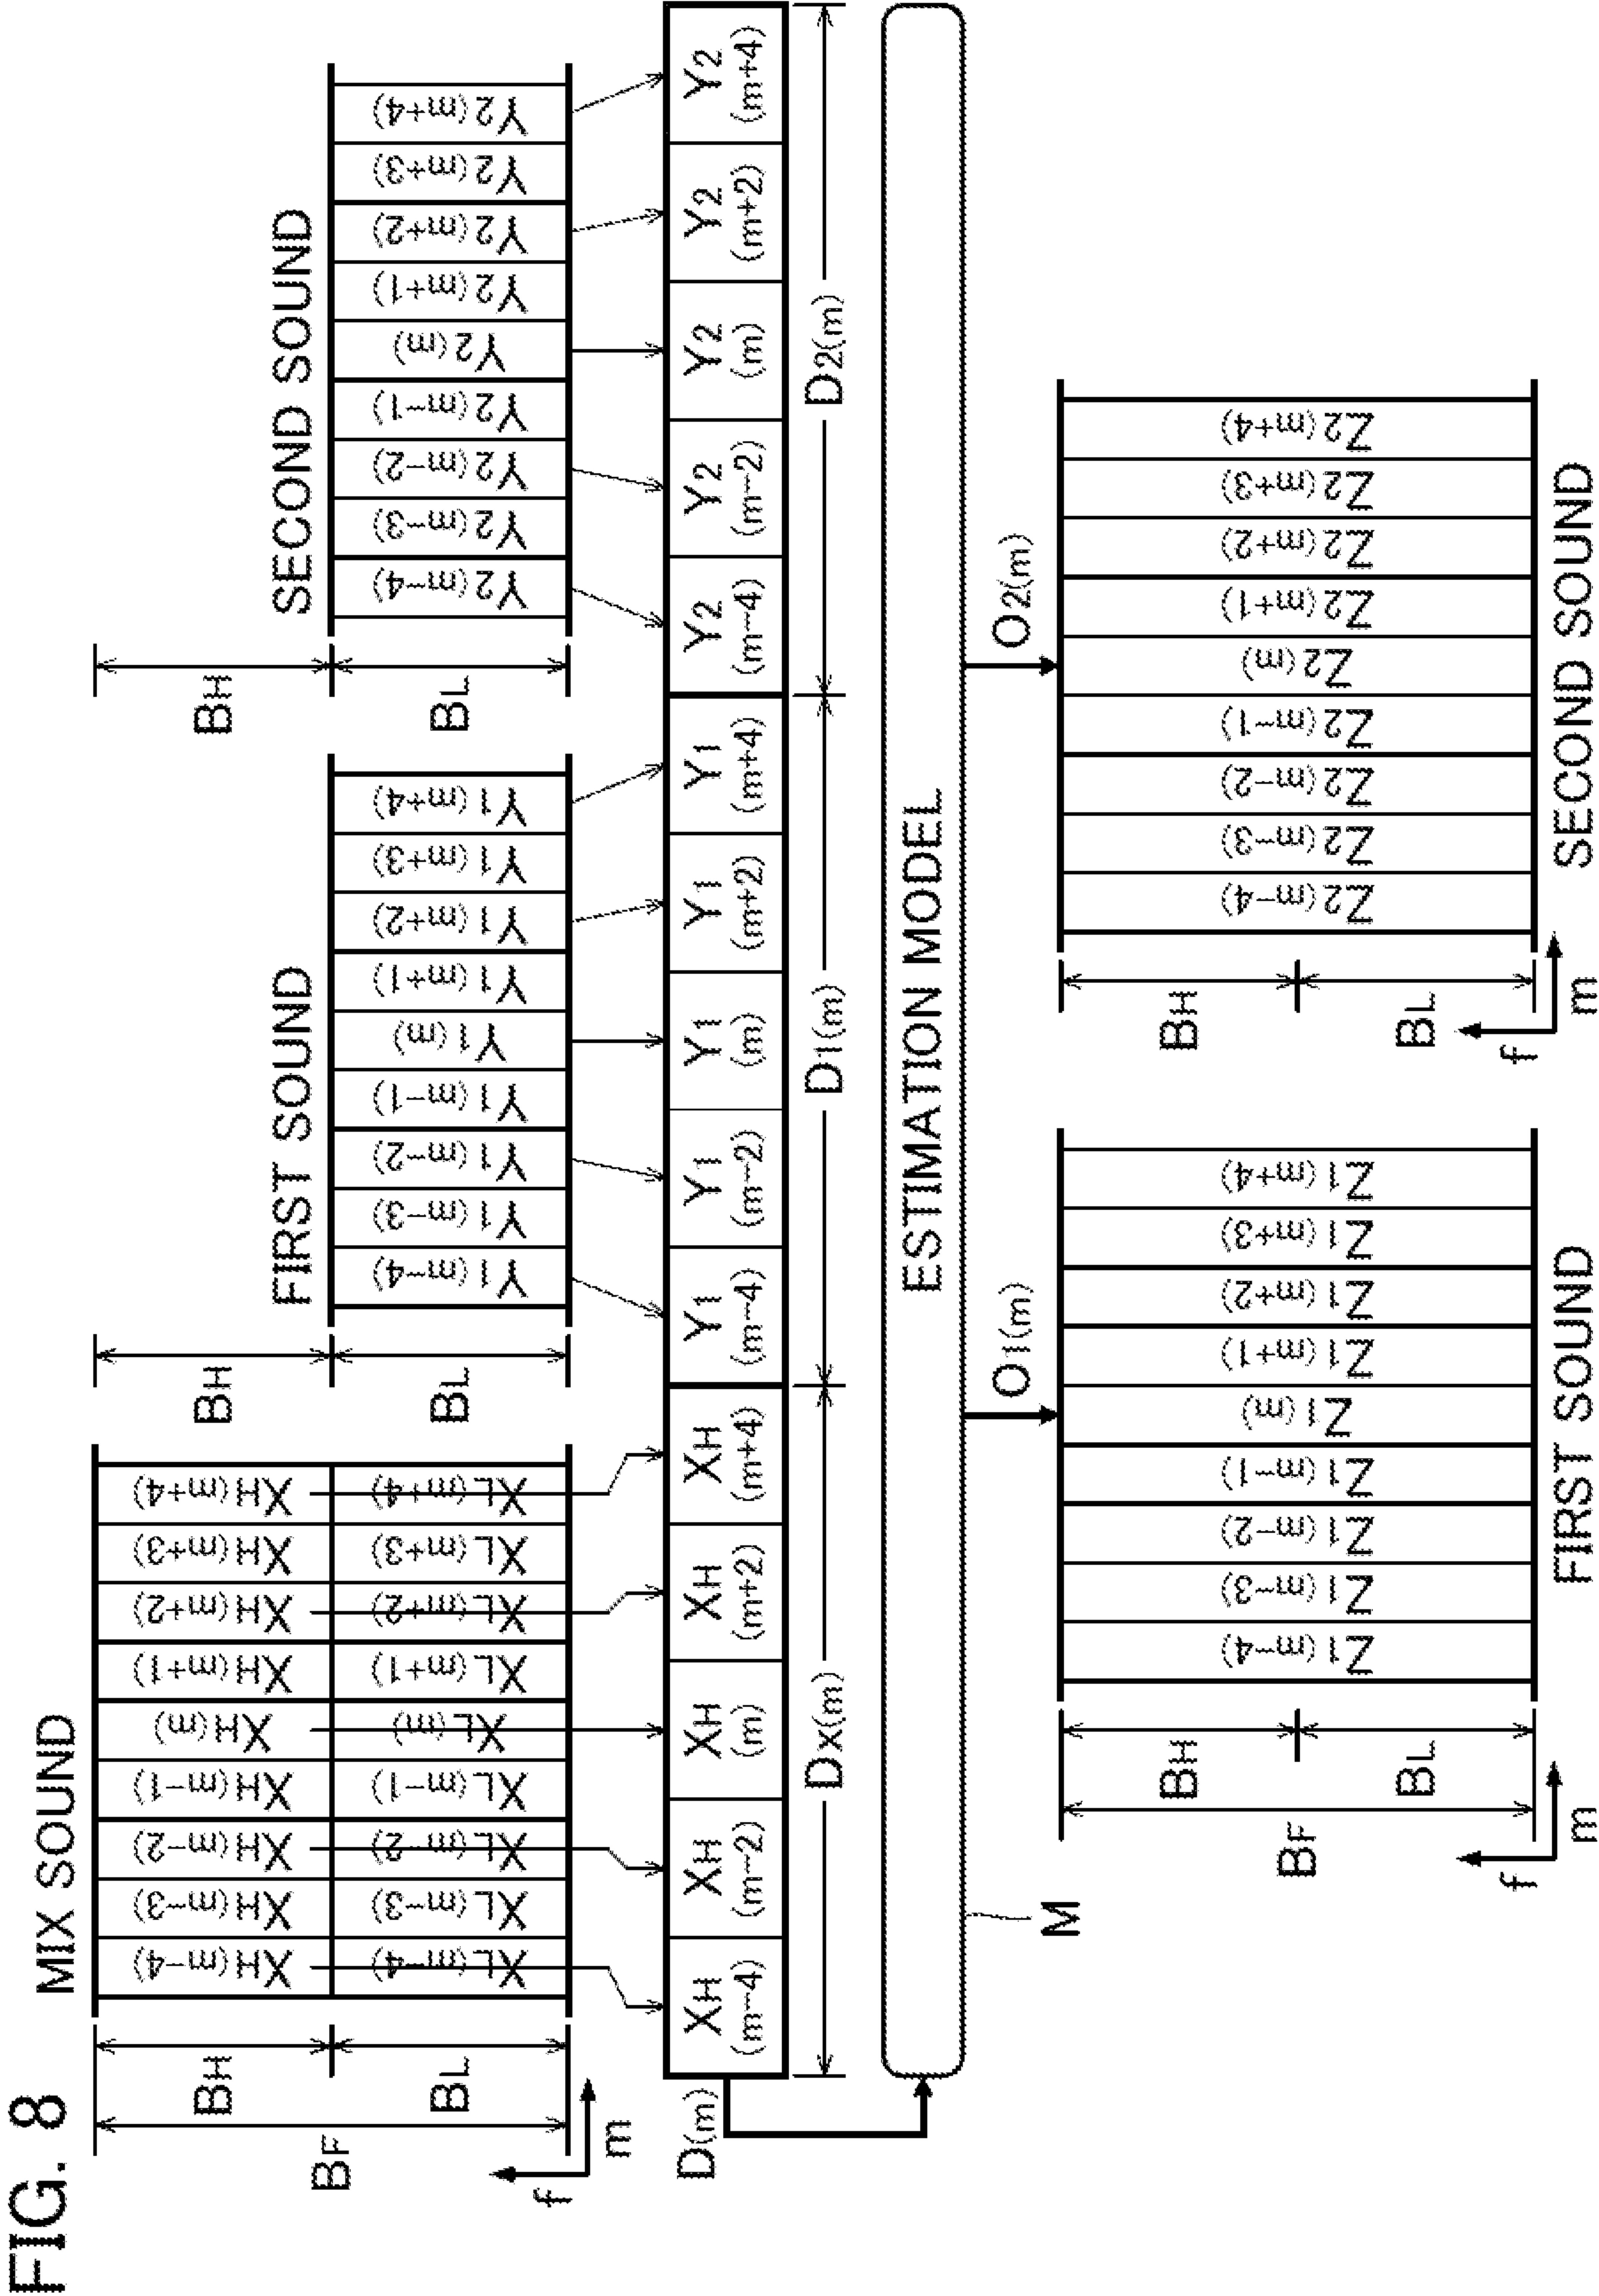 FIG. 8
MIX SOUND
BF
BH
BL
f
m
XH(m-4)
XH(m-3)
XH(m-2)
XH(m-1)
XH(m)
XH(m+1)
XH(m+2)
XH(m+3)
XH(m+4)
XL(m-4)
XL(m-3)
XL(m-2)
XL(m-1)
XL(m)
XL(m+1)
XL(m+2)
XL(m+3)
XL(m+4)
FIRST SOUND
BH
BL
Y1(m-4)
Y1(m-3)
Y1(m-2)
Y1(m-1)
Y1(m)
Y1(m+1)
Y1(m+2)
Y1(m+3)
Y1(m+4)
SECOND SOUND
BH
BL
Y2(m-4)
Y2(m-3)
Y2(m-2)
Y2(m-1)
Y2(m)
Y2(m+1)
Y2(m+2)
Y2(m+3)
Y2(m+4)
D(m)
XH
(m-4)
XH
(m-2)
XH
(m)
XH
(m+2)
XH
(m+4)
Y1
(m-4)
Y1
(m-2)
Y1
(m)
Y1
(m+2)
Y1
(m+4)
Y2
(m-4)
Y2
(m-2)
Y2
(m)
Y2
(m+2)
Y2
(m+4)
DX(m)
D1(m)
D2(m)
ESTIMATION MODEL
M
O1(m)
O2(m)
BF
BH
BL
f
m
Z1(m-4)
Z1(m-3)
Z1(m-2)
Z1(m-1)
Z1(m)
Z1(m+1)
Z1(m+2)
Z1(m+3)
Z1(m+4)
FIRST SOUND
BH
BL
f
m
Z2(m-4)
Z2(m-3)
Z2(m-2)
Z2(m-1)
Z2(m)
Z2(m+1)
Z2(m+2)
Z2(m+3)
Z2(m+4)
SECOND SOUND